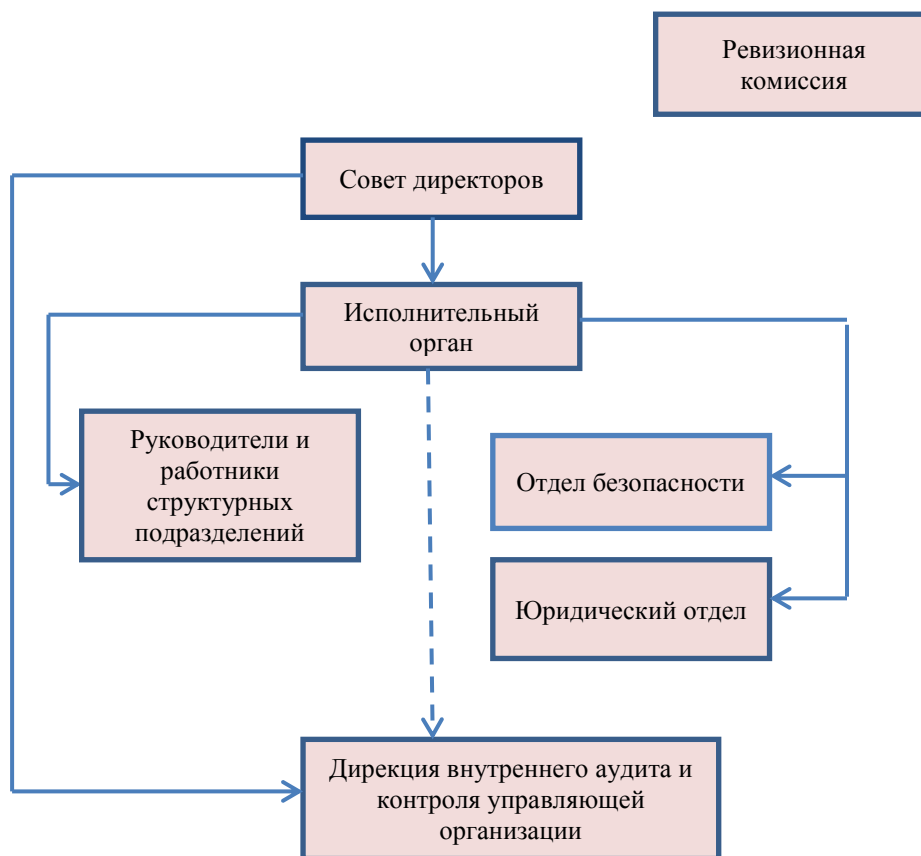 Ревизионная
комиссия
Совет директоров
Исполнительный
орган
Руководители и
работники
структурных
подразделений
Отдел безопасности
Юридический отдел
Дирекция внутреннего аудита и
контроля управляющей
организации